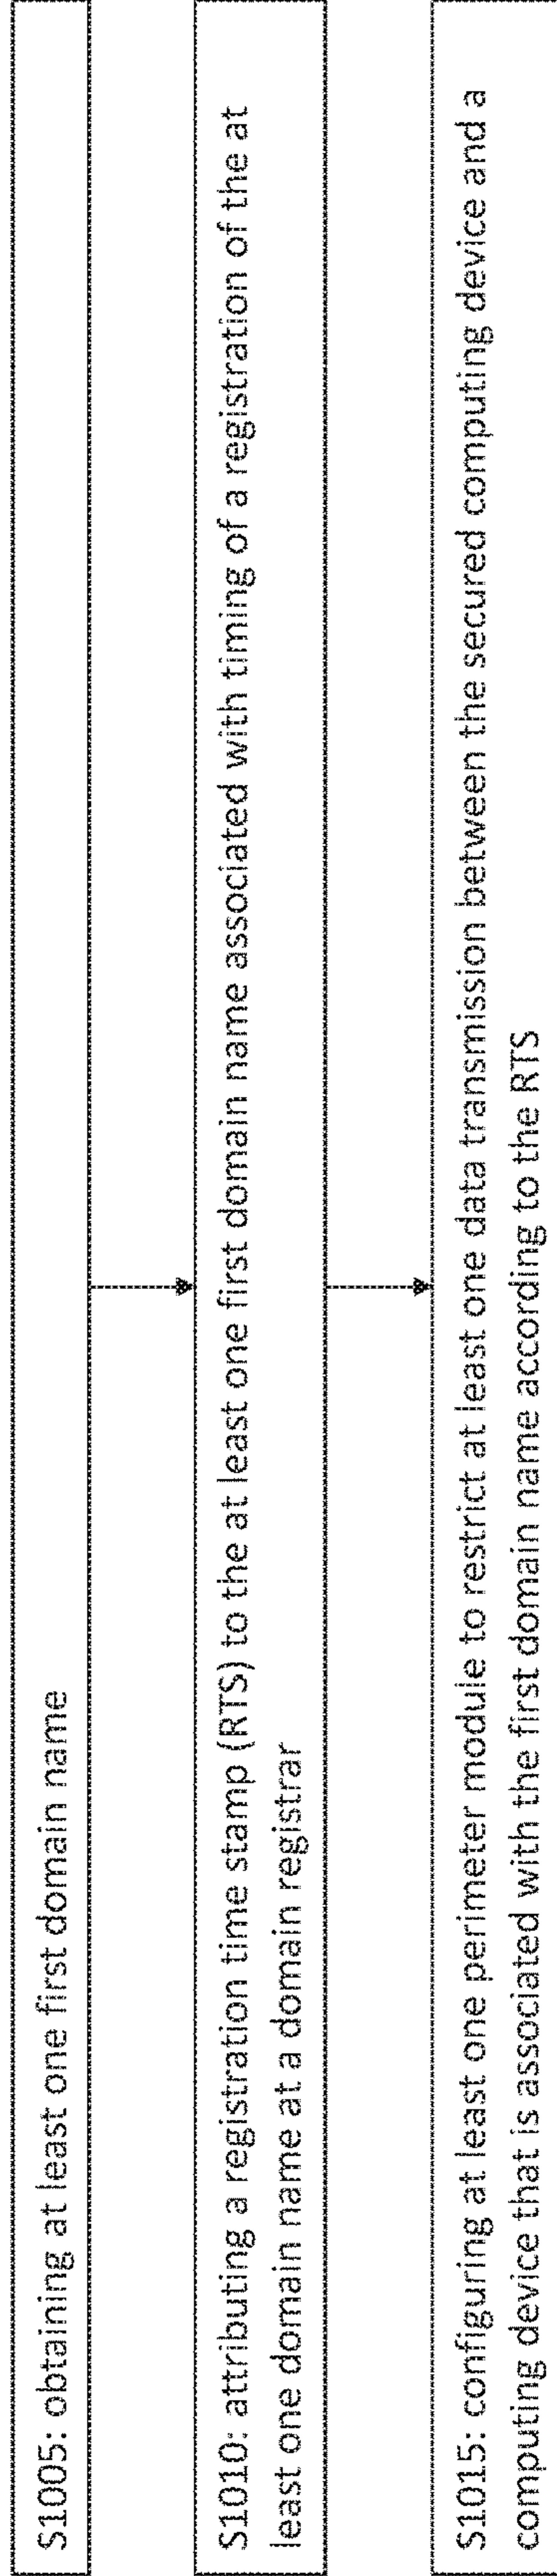 S1005: obtaining at least one first domain name
S1010: attributing a registration time stamp (RTS) to the at least one first domain name associated with timing of a registration of the at
least one domain name at a domain registrar
S1015: configuring at least one perimeter module to restrict at least one data transmission between the secured computing device and a
computing device that is associated with the first domain name according to the RTS